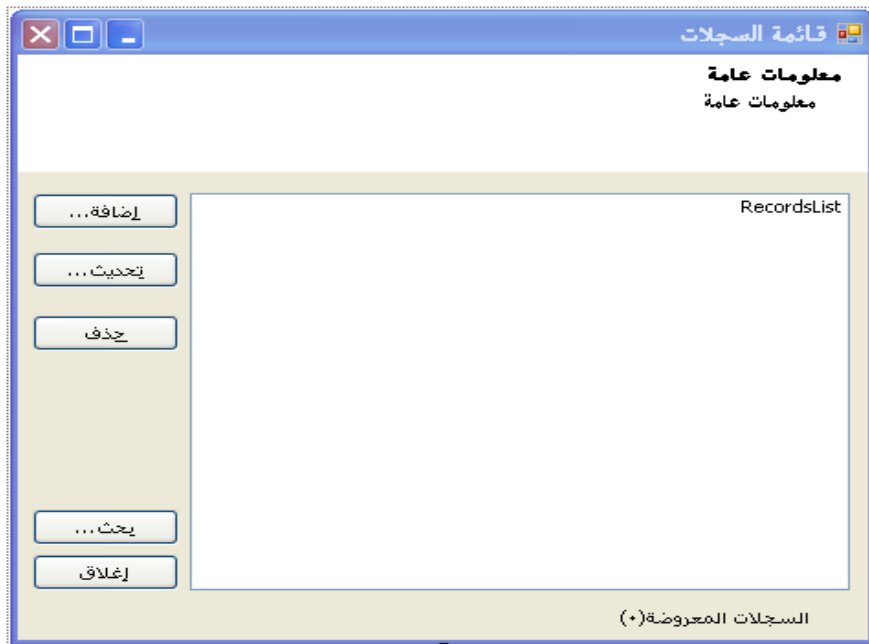 قائمة السجلات
معلومات عامة
معلومات عامة
RecordsList
إضافة...
تحديث...
حذف
بحث...
إغلاق
السجلات المعروضة(٠)